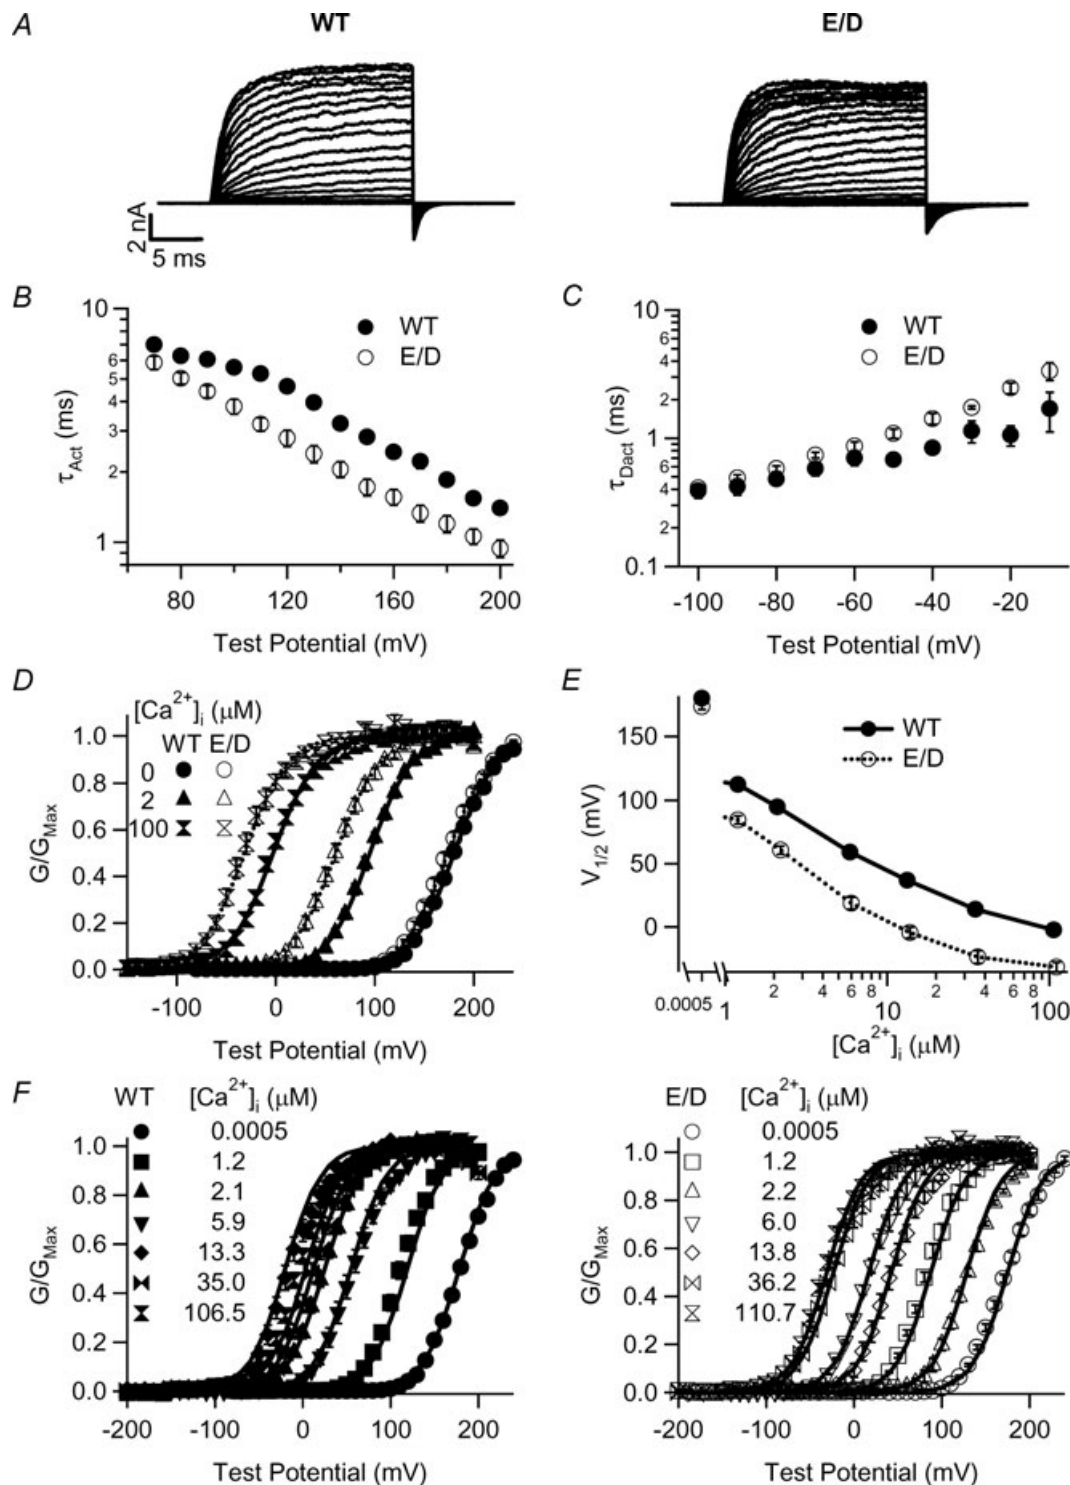 A
WT
E/D
2 nA
5 ms
B
10
8
6
5
4
3
2
1
τAct (ms)
WT
E/D
80 120 160 200
Test Potential (mV)
C
10
6
4
2
1
6
4
2
0.1
τDact (ms)
WT
E/D
-100 -80 -60 -40 -20
Test Potential (mV)
D
[Ca2+]i (μM)
WT E/D
0
2
100
1.0
0.8
0.6
0.4
0.2
0.0
G/GMax
-100 0 100 200
Test Potential (mV)
E
WT
E/D
150
100
50
0
V1/2 (mV)
0.0005 1 2 4 6 8 10 2 4 6 8 100
[Ca2+]i (μM)
F
WT [Ca2+]i (μM)
0.0005
1.2
2.1
5.9
13.3
35.0
106.5
1.0
0.8
0.6
0.4
0.2
0.0
G/GMax
-200 -100 0 100 200
Test Potential (mV)
E/D [Ca2+]i (μM)
0.0005
1.2
2.2
6.0
13.8
36.2
110.7
1.0
0.8
0.6
0.4
0.2
0.0
G/GMax
-200 -100 0 100 200
Test Potential (mV)